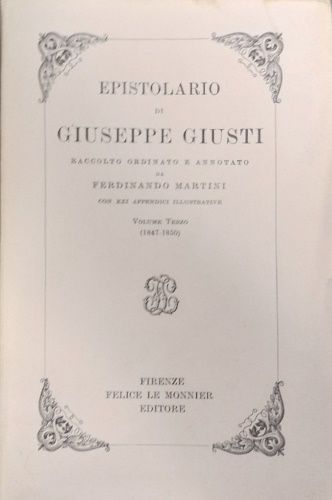 EPISTOLARIO
DI
GIUSEPPE GIUSTI
RACCOLTO ORDINATO E ANNOTATO
DA
FERDINANDO MARTINI
CON XXI APPENDICI ILLUSTRATIVE
VOLUME TERZO
(1847-1850)
FIRENZE
FELICE LE MONNIER
EDITORE